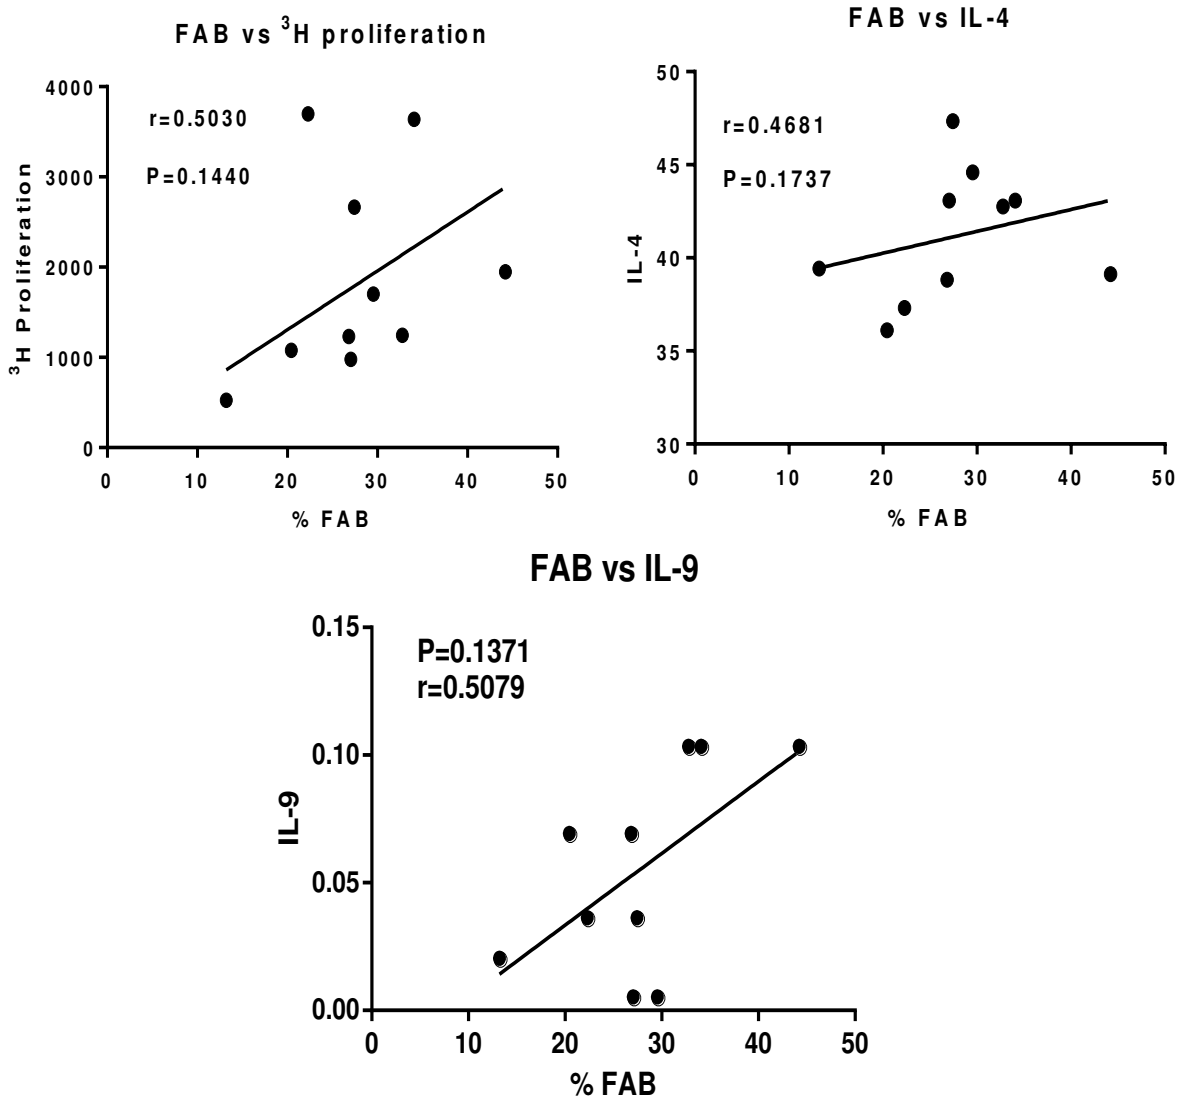 FAB vs ³H proliferation
r=0.5030
P=0.1440
³H Proliferation
4000
3000
2000
1000
0
0 10 20 30 40 50
% FAB
FAB vs IL-4
r=0.4681
P=0.1737
IL-4
50
45
40
35
30
0 10 20 30 40 50
% FAB
FAB vs IL-9
P=0.1371
r=0.5079
IL-9
0.15
0.10
0.05
0.00
0 10 20 30 40 50
% FAB